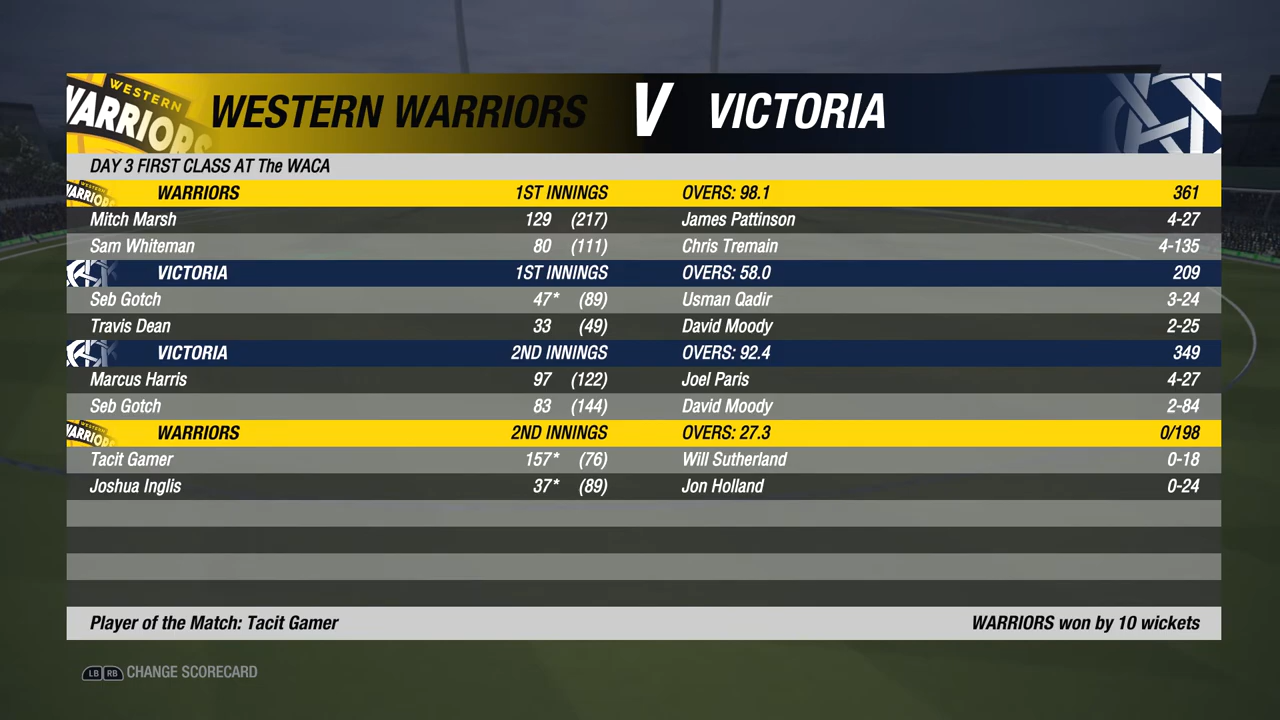 WESTERN WARRIORS WESTERN WARRIORS V VICTORIA
DAY 3 FIRST CLASS AT The WACA
WESTERN WARRIORS WARRIORS 1ST INNINGS OVERS: 98.1 361
Mitch Marsh 129 (217) James Pattinson 4-27
Sam Whiteman 80 (111) Chris Tremain 4-135
VICTORIA 1ST INNINGS OVERS: 58.0 209
Seb Gotch 47* (89) Usman Qadir 3-24
Travis Dean 33 (49) David Moody 2-25
VICTORIA 2ND INNINGS OVERS: 92.4 349
Marcus Harris 97 (122) Joel Paris 4-27
Seb Gotch 83 (144) David Moody 2-84
WESTERN WARRIORS WARRIORS 2ND INNINGS OVERS: 27.3 0/198
Tacit Gamer 157* (76) Will Sutherland 0-18
Joshua Inglis 37* (89) Jon Holland 0-24
Player of the Match: Tacit Gamer WARRIORS won by 10 wickets
LB RB CHANGE SCORECARD